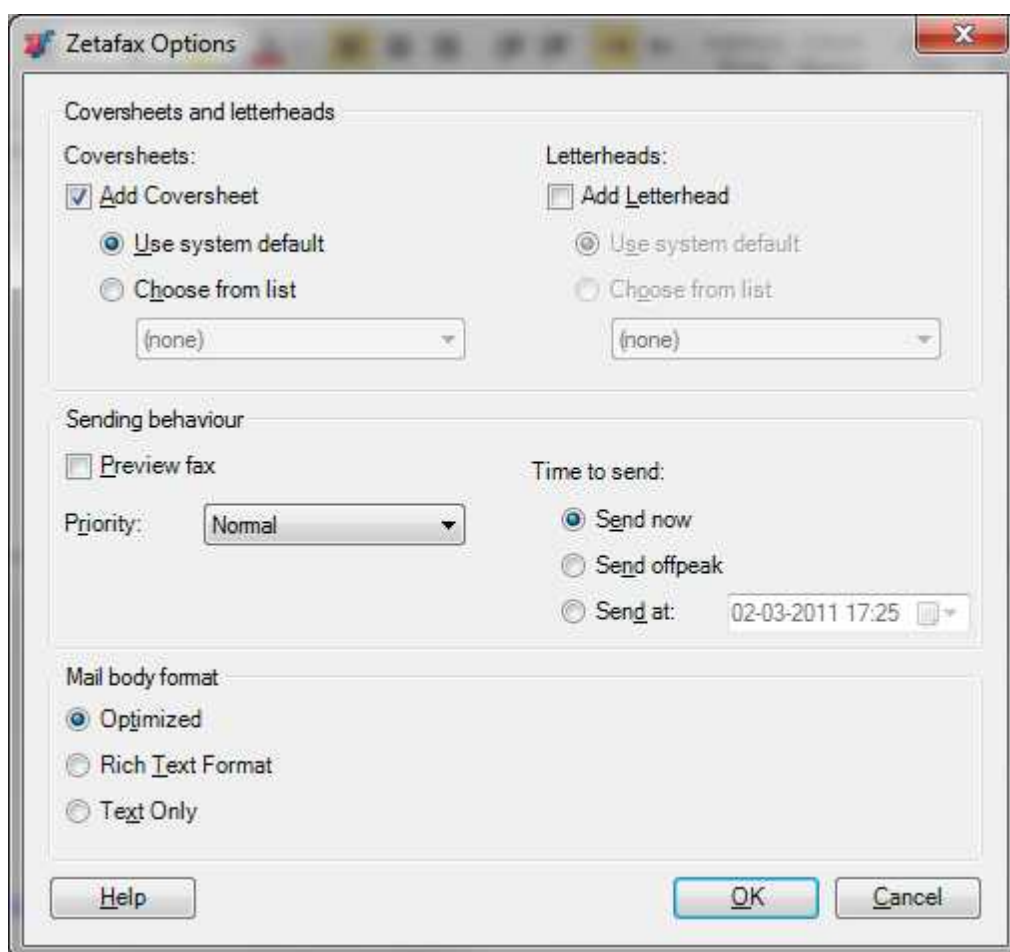 Zetafax Options
Coversheets and letterheads
Coversheets:
Letterheads:
Add Coversheet
Add Letterhead
Use system default
Use system default
Choose from list
Choose from list
(none)
(none)
Sending behaviour
Preview fax
Time to send:
Priority:
Normal
Send now
Send offpeak
Send at:
02-03-2011 17:25
Mail body format
Optimized
Rich Text Format
Text Only
Help
OK
Cancel